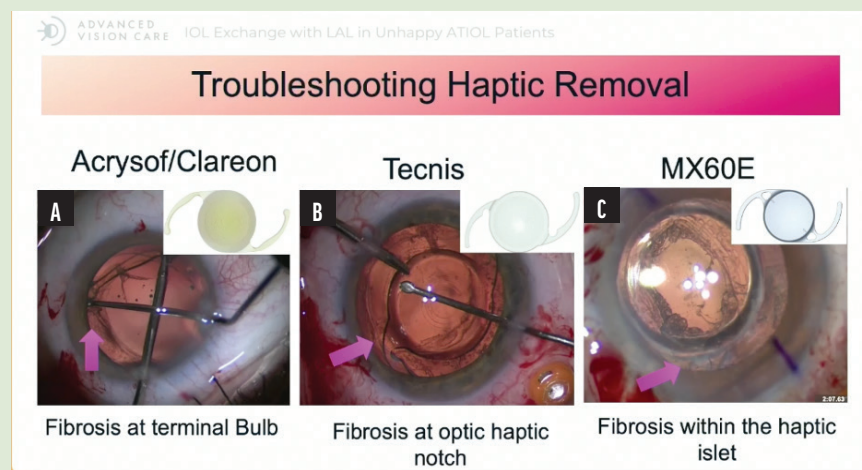 ADVANCED
VISION CARE IOL Exchange with LAL in Unhappy ATIOL Patients
Troubleshooting Haptic Removal
Acrysof/Clareon
Tecnis
MX60E
A
B
C
2:07.63
Fibrosis at terminal Bulb
Fibrosis at optic haptic
notch
Fibrosis within the haptic
islet